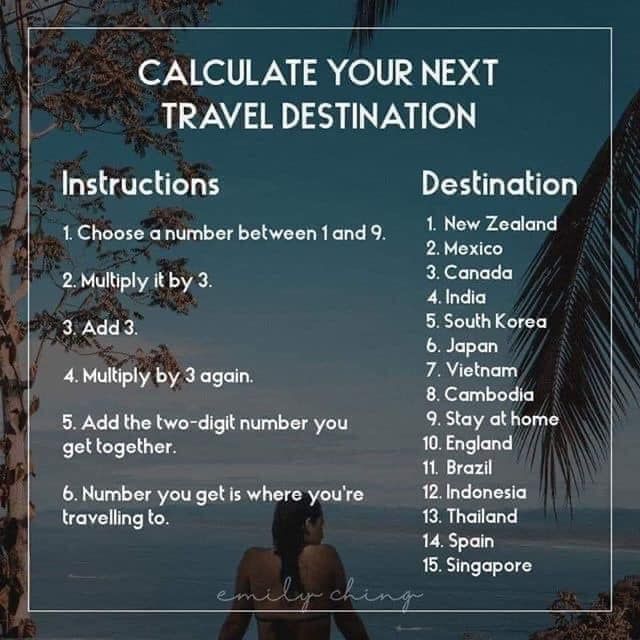 CALCULATE YOUR NEXT
TRAVEL DESTINATION
Instructions
1. Choose a number between 1 and 9.
2. Multiply it by 3.
3. Add 3.
4. Multiply by 3 again.
5. Add the two-digit number you
get together.
6. Number you get is where you're
travelling to.
Destination
1. New Zealand
2. Mexico
3. Canada
4. India
5. South Korea
6. Japan
7. Vietnam
8. Cambodia
9. Stay at home
10. England
11. Brazil
12. Indonesia
13. Thailand
14. Spain
15. Singapore
emily ching